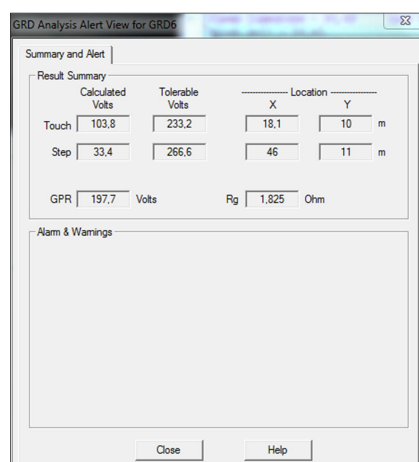 GRD Analysis Alert View for GRD6
Summary and Alert
Result Summary
Calculated Volts Tolerable Volts Location
X Y
Touch 103,8 233,2 18,1 10 m
Step 33,4 266,6 46 11 m
GPR 197,7 Volts Rg 1,825 Ohm
Alarm & Warnings
Close Help